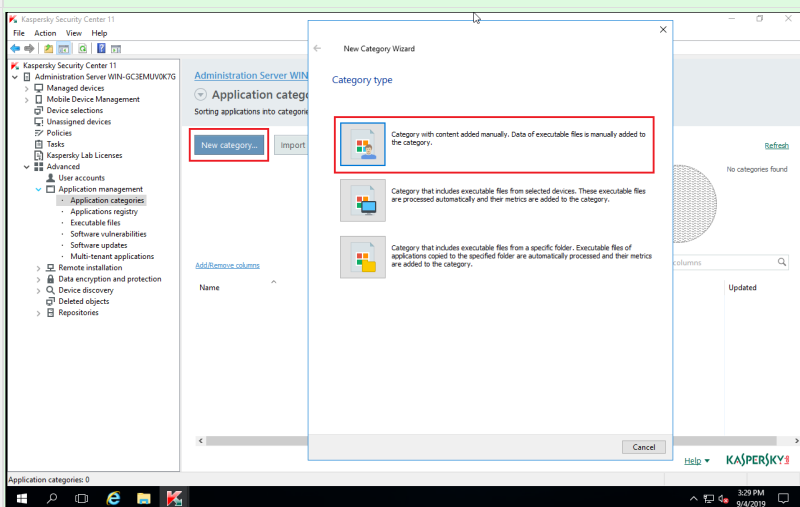 Kaspersky Security Center 11
File Action View Help
Kaspersky Security Center 11
Administration Server WIN-GC3EMUV0K7G
Managed devices
Mobile Device Management
Device selections
Unassigned devices
Policies
Tasks
Kaspersky Lab Licenses
Advanced
User accounts
Application management
Application categories
Applications registry
Executable files
Software vulnerabilities
Software updates
Multi-tenant applications
Remote installation
Data encryption and protection
Device discovery
Deleted objects
Repositories
Administration Server WIN
Application categ
Sorting applications into categorie
New category...
Import
Add/Remove columns
Name
New Category Wizard
Category type
Category with content added manually. Data of executable files is manually added to
the category.
Category that includes executable files from selected devices. These executable files
are processed automatically and their metrics are added to the category.
Category that includes executable files from a specific folder. Executable files of
applications copied to the specified folder are automatically processed and their metrics
are added to the category.
Cancel
Refresh
No categories found
columns
Updated
Help
KASPERSKY
Application categories: 0
3:29 PM
9/4/2019